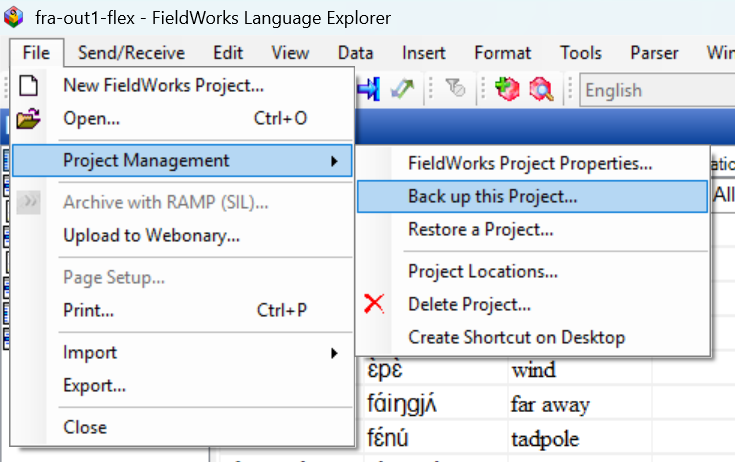 fra-out1-flex - FieldWorks Language Explorer
File Send/Receive Edit View Data Insert Format Tools Parser
New FieldWorks Project...
Open... Ctrl+O
English
Project Management
Archive with RAMP (SIL)...
Upload to Webonary...
Page Setup...
Print... Ctrl+P
Import
Export...
Close
FieldWorks Project Properties...
Back up this Project...
All
Restore a Project...
Project Locations...
Delete Project...
Create Shortcut on Desktop
ɛ̀pɛ̀ wind
fɑ́iŋgjʎ́ far away
fɛ́nú tadpole